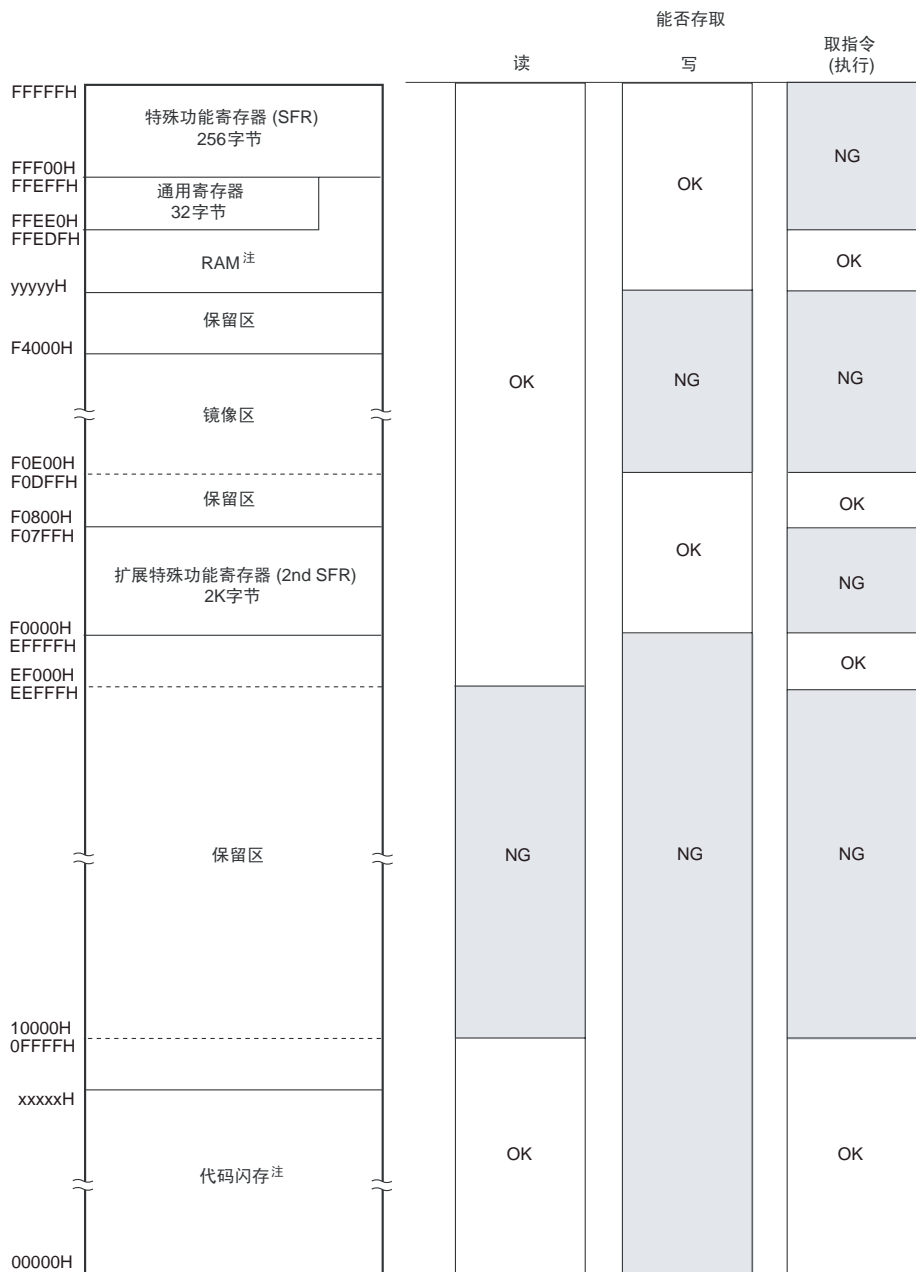 能否存取
读
写
取指令
(执行)
FFFFFH
特殊功能寄存器 (SFR)
256字节
NG
FFF00H
FFEFFH
OK
通用寄存器
32字节
FFEE0H
FFEDFH
RAM注
OK
yyyyyH
保留区
F4000H
OK
NG
NG
镜像区
F0E00H
F0DFFH
保留区
OK
F0800H
F07FFH
OK
扩展特殊功能寄存器 (2nd SFR)
2K字节
NG
F0000H
EFFFFH
OK
EF000H
EEFFFH
保留区
NG
NG
NG
10000H
0FFFFH
xxxxxH
OK
OK
代码闪存注
00000H